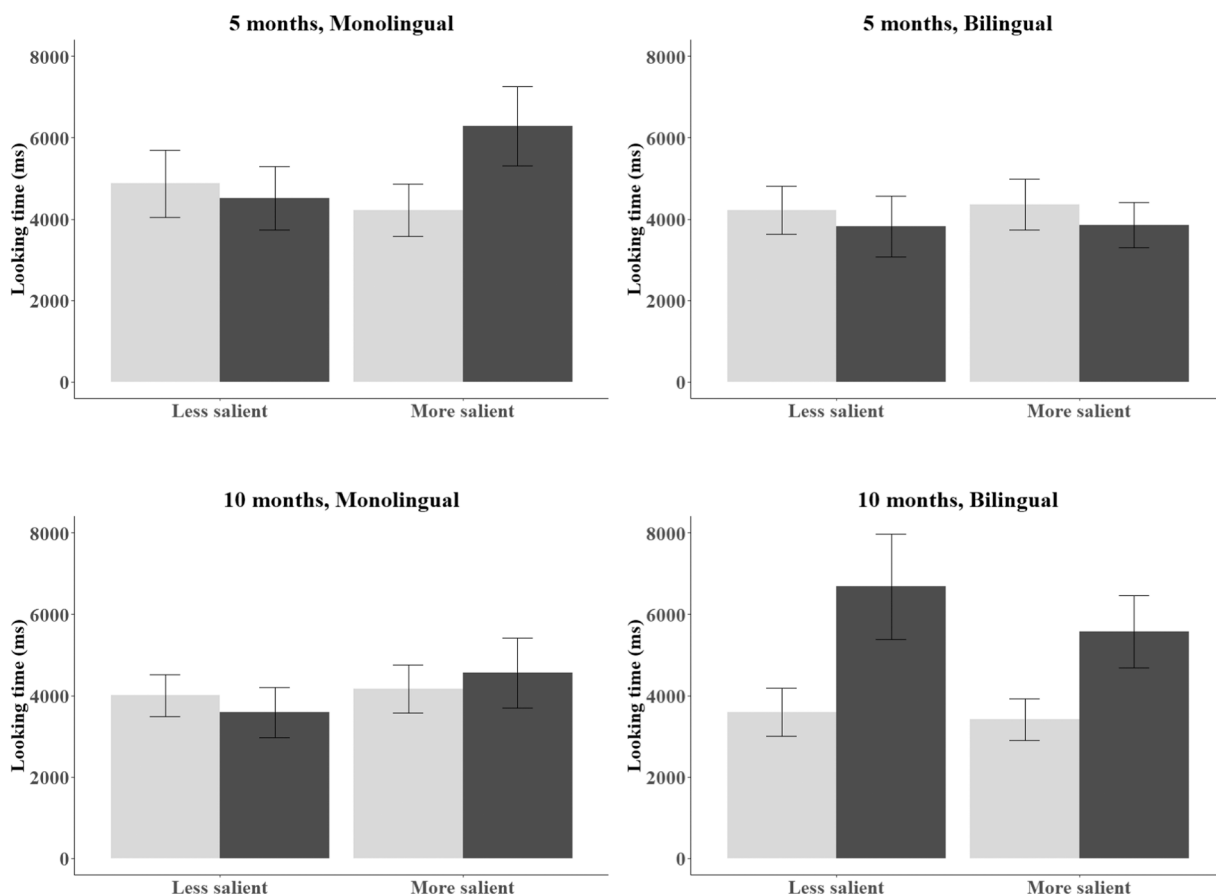 5 months, Monolingual
8000
6000
4000
2000
0
Looking time (ms)
Less salient More salient
5 months, Bilingual
8000
6000
4000
2000
0
Looking time (ms)
Less salient More salient
10 months, Monolingual
8000
6000
4000
2000
0
Looking time (ms)
Less salient More salient
10 months, Bilingual
8000
6000
4000
2000
0
Looking time (ms)
Less salient More salient